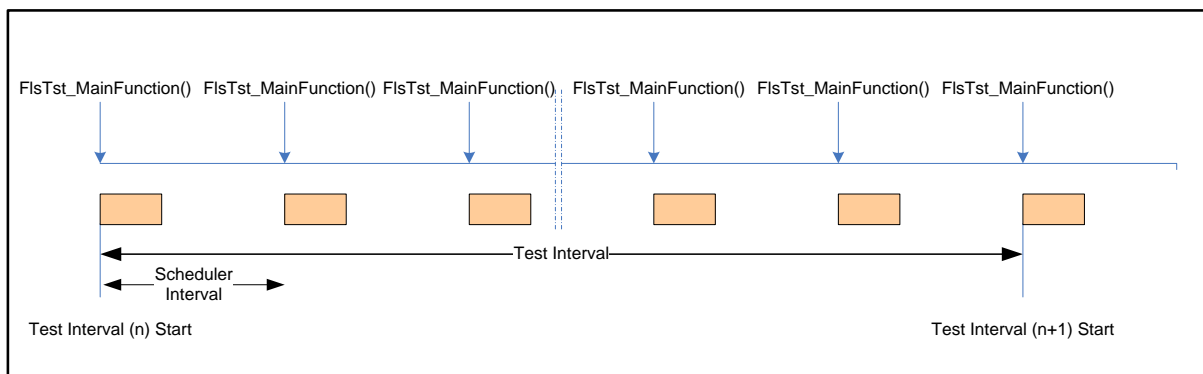 FlsTst_MainFunction() FlsTst_MainFunction() FlsTst_MainFunction() FlsTst_MainFunction() FlsTst_MainFunction() FlsTst_MainFunction()
Test Interval
Scheduler
Interval
Test Interval (n) Start Test Interval (n+1) Start